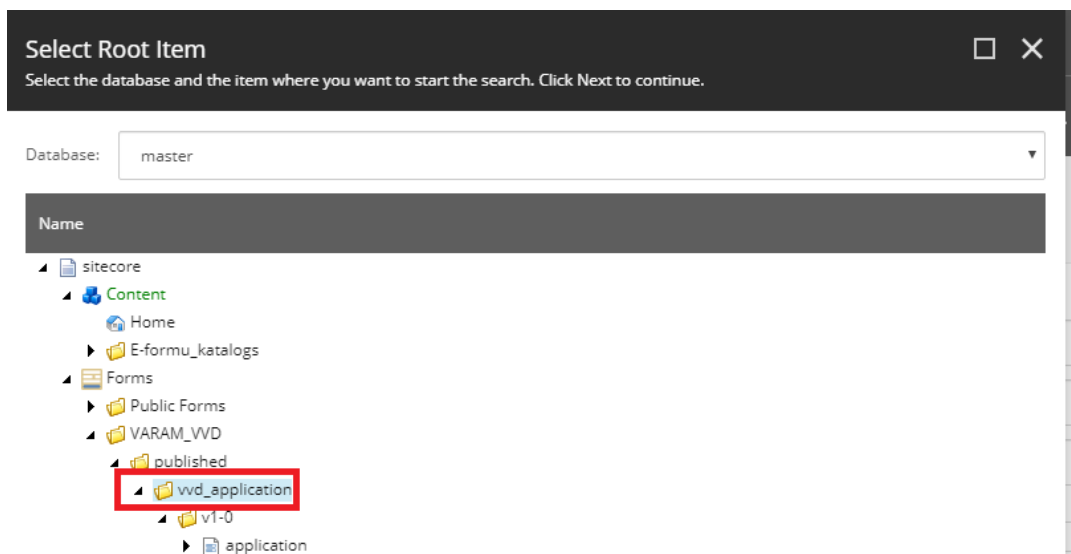 Select Root Item
Select the database and the item where you want to start the search. Click Next to continue.
Database: master
Name
sitecore
Content
Home
E-formu_katalogs
Forms
Public Forms
VARAM_VVD
published
vvd_application
v1-0
application